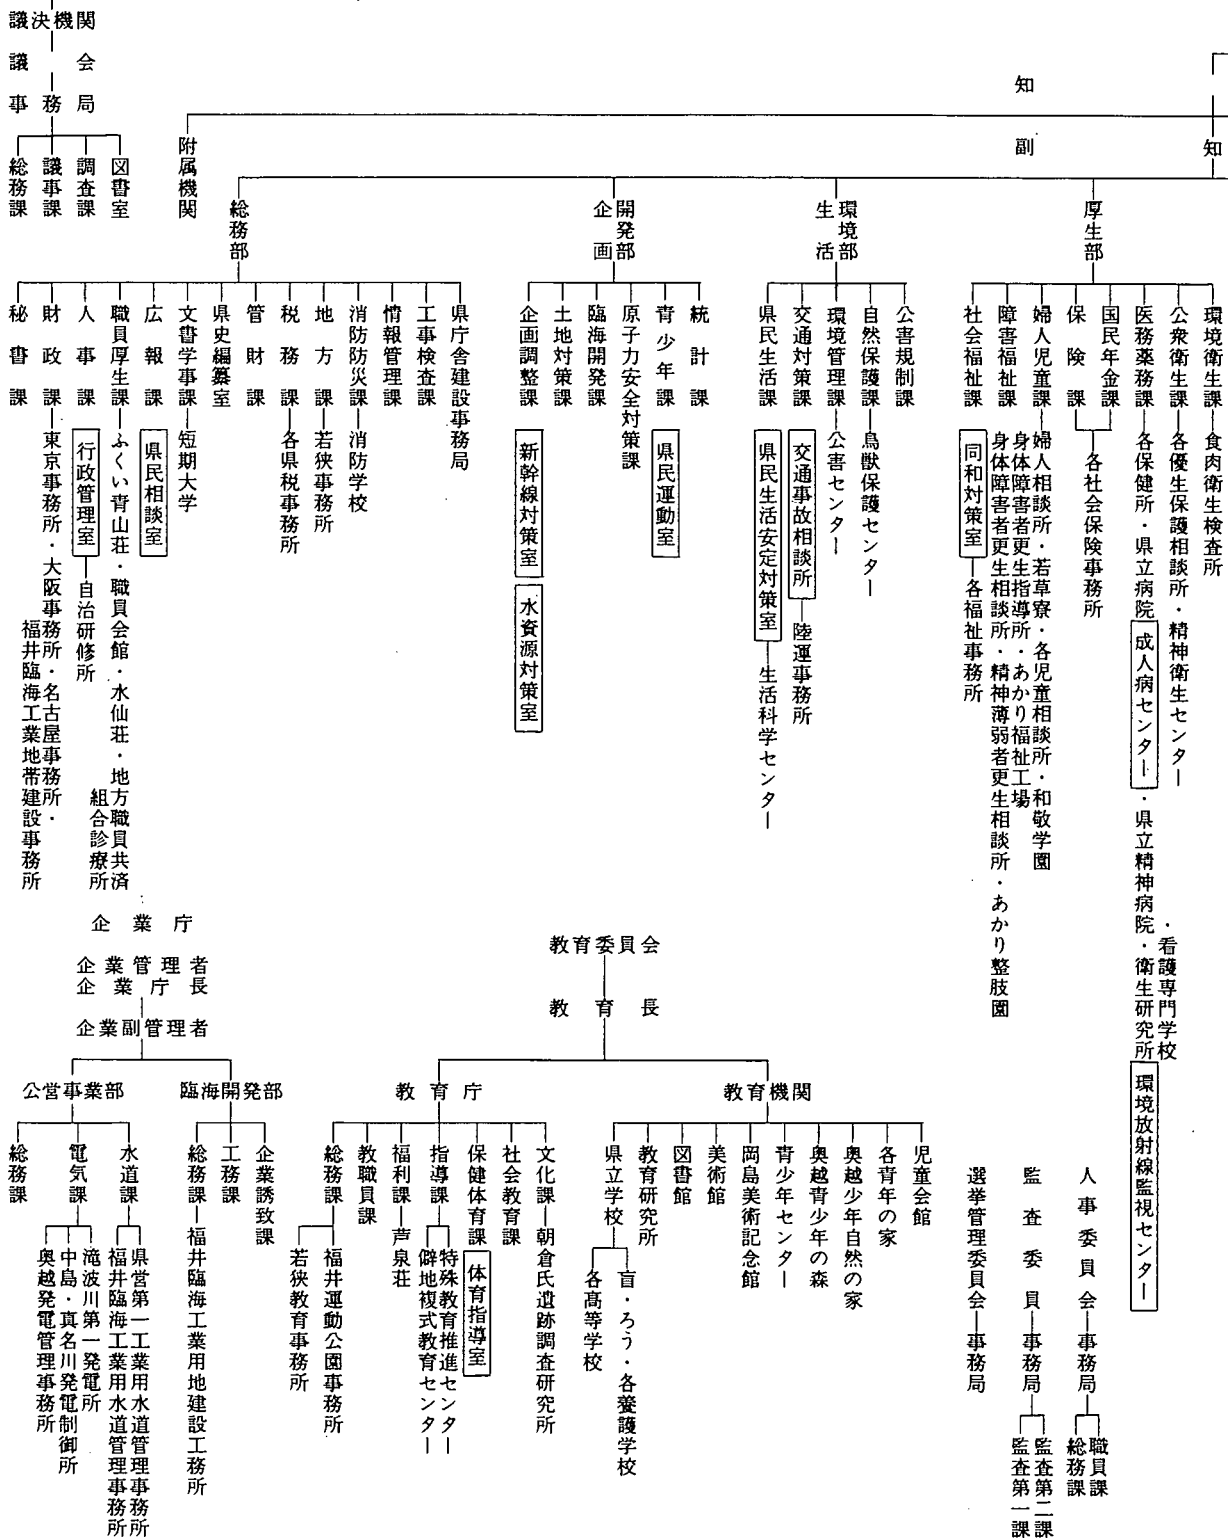 議決機関
議会
議会事務局
総務課
議事課
調査課
図書室
知
副知
附属機関
総務部
企画開発部
生活環境部
厚生部
秘書課
財政課
東京事務所・大阪事務所・名古屋事務所・
福井臨海工業地帯建設事務所
人事課
行政管理室
自治研修所
職員厚生課
ふくい青山荘・職員会館・水仙荘・地方職員共済
組合診療所
広報課
県民相談室
文書学事課
短期大学
県史編纂室
管財課
税務課
各県税事務所
地方課
若狭事務所
消防防災課
消防学校
情報管理課
工事検査課
県庁舎建設事務局
企画調整課
新幹線対策室
水資源対策室
土地対策課
臨海開発課
原子力安全対策課
青少年課
県民運動室
統計課
県民生活課
県民生活安定対策室
生活科学センター
交通対策課
交通事故相談所
陸運事務所
環境管理課
公害センター
自然保護課
鳥獣保護センター
公害規制課
社会福祉課
同和対策室
各福祉事務所
障害福祉課
身体障害者更生相談所・精神薄弱者更生相談所・あかり整肢園
身体障害者更生指導所・あかり福祉工場
婦人児童課
婦人相談所・若草寮・各児童相談所・和敬学園
保険課
国民年金課
各社会保険事務所
医務薬務課
各保健所・県立病院
成人病センター
・県立精神病院・衛生研究所
・看護専門学校
環境放射線監視センター
公衆衛生課
各優生保護相談所・精神衛生センター
環境衛生課
食肉衛生検査所
企業庁
企業管理者
企業庁長
企業副管理者
公営事業部
臨海開発部
総務課
電気課
奥越発電管理事務所
中島・真名川発電制御所
滝波川第一発電所
水道課
福井臨海工業用水道管理事務所
県営第一工業用水道管理事務所
総務課
福井臨海工業用地建設工務所
工務課
企業誘致課
教育委員会
教育長
教育庁
教育機関
総務課
若狭教育事務所
福井運動公園事務所
教職員課
福利課
声泉荘
指導課
僻地複式教育センター
特殊教育推進センター
保健体育課
体育指導室
社会教育課
文化課
朝倉氏遺跡調査研究所
県立学校
各高等学校
盲・ろう・各養護学校
教育研究所
図書館
美術館
岡島美術記念館
青少年センター
奥越青少年の森
奥越少年自然の家
各青年の家
児童会館
選挙管理委員会
事務局
監査委員
事務局
監査第一課
監査第二課
人事委員会
事務局
総務課
職員課